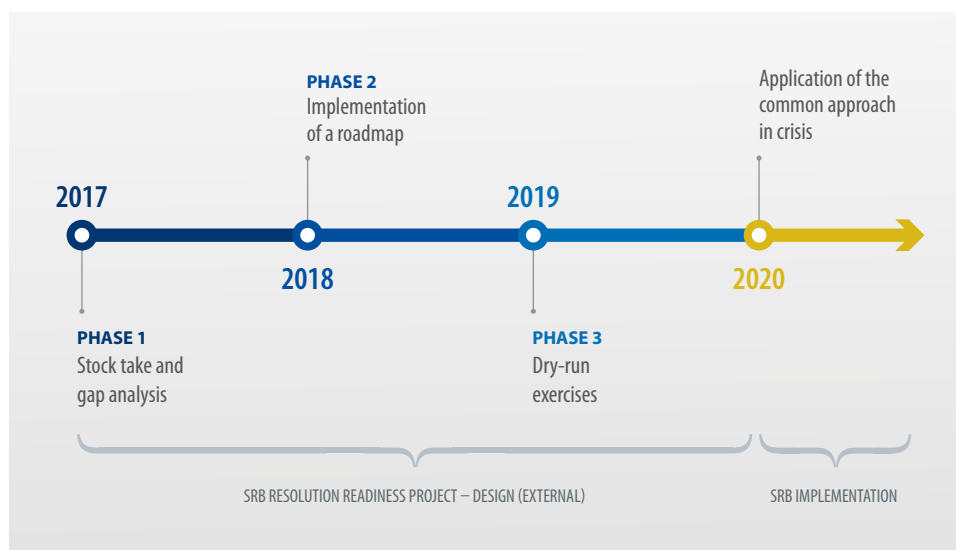 PHASE 2
Implementation
of a roadmap
Application of the
common approach
in crisis
2017
2019
2018
2020
PHASE 1
Stock take and
gap analysis
PHASE 3
Dry-run
exercises
SRB RESOLUTION READINESS PROJECT – DESIGN (EXTERNAL)
SRB IMPLEMENTATION